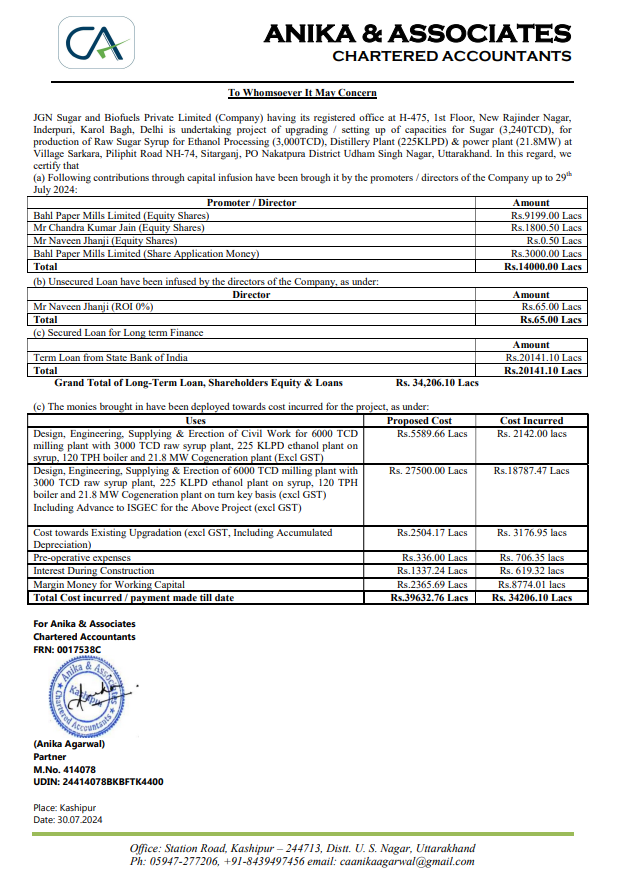 CA
ANIKA & ASSOCIATES
CHARTERED ACCOUNTANTS
To Whomsoever It May Concern
JGN Sugar and Biofuels Private Limited (Company) having its registered office at H-475, 1st Floor, New Rajinder Nagar,
Inderpuri, Karol Bagh, Delhi is undertaking project of upgrading / setting up of capacities for Sugar (3,240TCD), for
production of Raw Sugar Syrup for Ethanol Processing (3,000TCD), Distillery Plant (225KLPD) & power plant (21.8MW) at
Village Sarkara, Piliphit Road NH-74, Sitarganj, PO Nakatpura District Udham Singh Nagar, Uttarakhand. In this regard, we
certify that
(a) Following contributions through capital infusion have been brought it by the promoters / directors of the Company up to 29th
July 2024:
Promoter / Director Amount
Bahl Paper Mills Limited (Equity Shares) Rs.9199.00 Lacs
Mr Chandra Kumar Jain (Equity Shares) Rs.1800.50 Lacs
Mr Naveen Jhanji (Equity Shares) Rs.0.50 Lacs
Bahl Paper Mills Limited (Share Application Money) Rs.3000.00 Lacs
Total Rs.14000.00 Lacs
(b) Unsecured Loan have been infused by the directors of the Company, as under:
Director Amount
Mr Naveen Jhanji (ROI 0%) Rs.65.00 Lacs
Total Rs.65.00 Lacs
(c) Secured Loan for Long term Finance
Amount
Term Loan from State Bank of India Rs.20141.10 Lacs
Total Rs.20141.10 Lacs
Grand Total of Long-Term Loan, Shareholders Equity & Loans Rs. 34,206.10 Lacs
(c) The monies brought in have been deployed towards cost incurred for the project, as under:
Uses Proposed Cost Cost Incurred
Design, Engineering, Supplying & Erection of Civil Work for 6000 TCD Rs.5589.66 Lacs Rs. 2142.00 lacs
milling plant with 3000 TCD raw syrup plant, 225 KLPD ethanol plant on
syrup, 120 TPH boiler and 21.8 MW Cogeneration plant (Excl GST)
Design, Engineering, Supplying & Erection of 6000 TCD milling plant with Rs. 27500.00 Lacs Rs.18787.47 Lacs
3000 TCD raw syrup plant, 225 KLPD ethanol plant on syrup, 120 TPH
boiler and 21.8 MW Cogeneration plant on turn key basis (excl GST)
Including Advance to ISGEC for the Above Project (excl GST)
Cost towards Existing Upgradation (excl GST, Including Accumulated Rs.2504.17 Lacs Rs. 3176.95 lacs
Depreciation)
Pre-operative expenses Rs.336.00 Lacs Rs. 706.35 lacs
Interest During Construction Rs.1337.24 Lacs Rs. 619.32 lacs
Margin Money for Working Capital Rs.2365.69 Lacs Rs.8774.01 lacs
Total Cost incurred / payment made till date Rs.39632.76 Lacs Rs. 34206.10 Lacs
For Anika & Associates
Chartered Accountants
FRN: 0017538C
Anika & Associates
Kashipur
Chartered Accountants
(Anika Agarwal)
Partner
M.No. 414078
UDIN: 24414078BKBFTK4400
Place: Kashipur
Date: 30.07.2024
Office: Station Road, Kashipur – 244713, Distt. U. S. Nagar, Uttarakhand
Ph: 05947-277206, +91-8439497456 email: caanikaagarwal@gmail.com